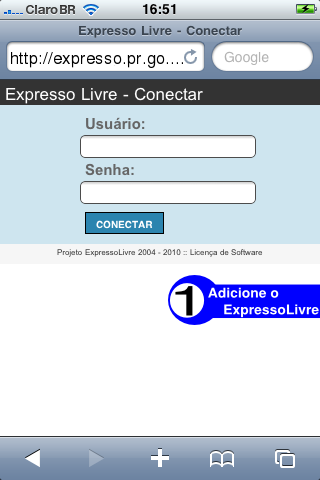 Claro BR 16:51
Expresso Livre - Conectar
http://expresso.pr.go.... Google
Expresso Livre - Conectar
Usuário:
Senha:
CONECTAR
Projeto ExpressoLivre 2004 - 2010 :: Licença de Software
1 Adicione o
ExpressoLivre